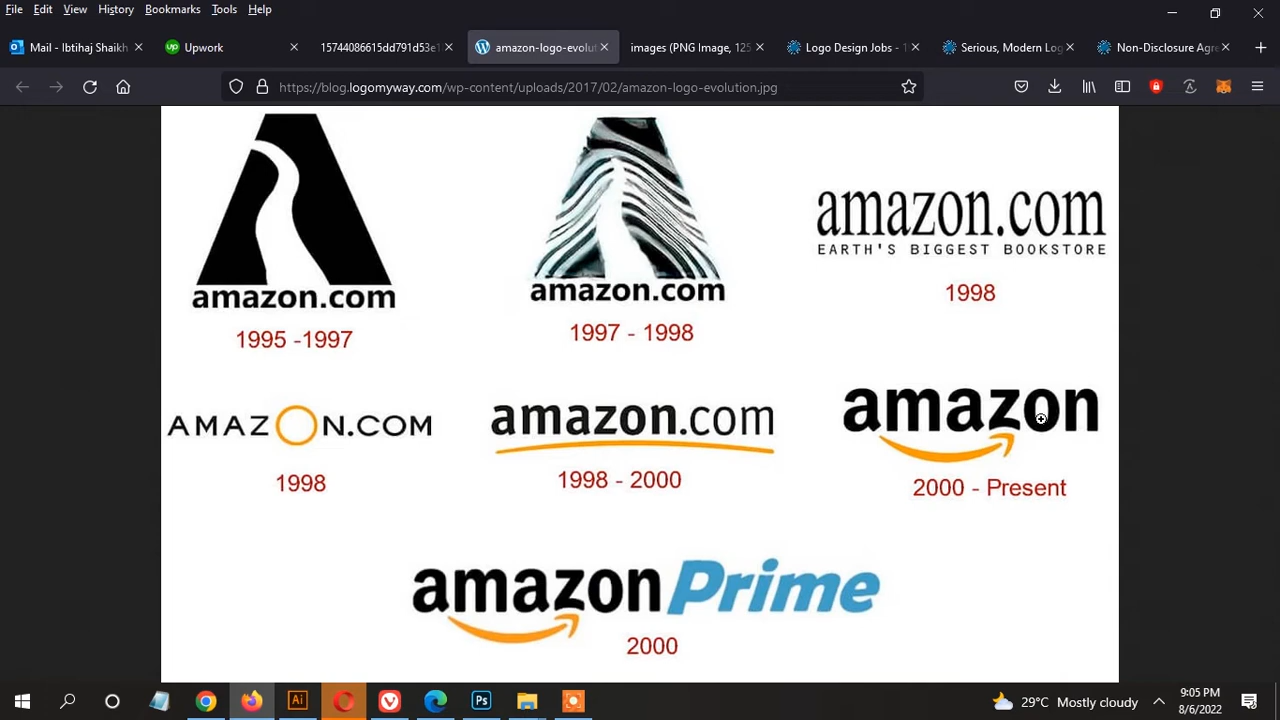 File Edit View History Bookmarks Tools Help
Mail - Ibtihaj Shaikh
Upwork
15744086615dd791d53e1
amazon-logo-evolut
images (PNG Image, 125
Logo Design Jobs - 1
Serious, Modern Log
Non-Disclosure Agre
https://blog.logomyway.com/wp-content/uploads/2017/02/amazon-logo-evolution.jpg
amazon.com
1995 -1997
amazon.com
1997 - 1998
amazon.com
EARTH'S BIGGEST BOOKSTORE
1998
AMAZON.COM
1998
amazon.com
1998 - 2000
amazon
2000 - Present
amazon Prime
2000
Ai
Ps
29°C Mostly cloudy
9:05 PM
8/6/2022